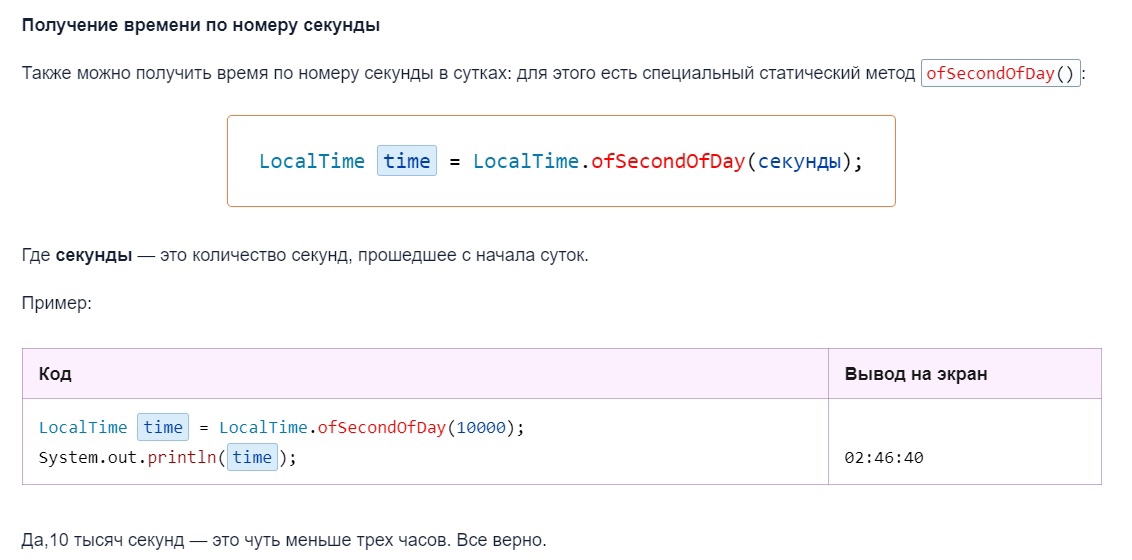 Получение времени по номеру секунды
Также можно получить время по номеру секунды в сутках: для этого есть специальный статический метод ofSecondOfDay():
LocalTime time = LocalTime.ofSecondOfDay(секунды);
Где секунды — это количество секунд, прошедшее с начала суток.
Пример:
Код Вывод на экран
LocalTime time = LocalTime.ofSecondOfDay(10000);
System.out.println(time); 02:46:40
Да,10 тысяч секунд — это чуть меньше трех часов. Все верно.